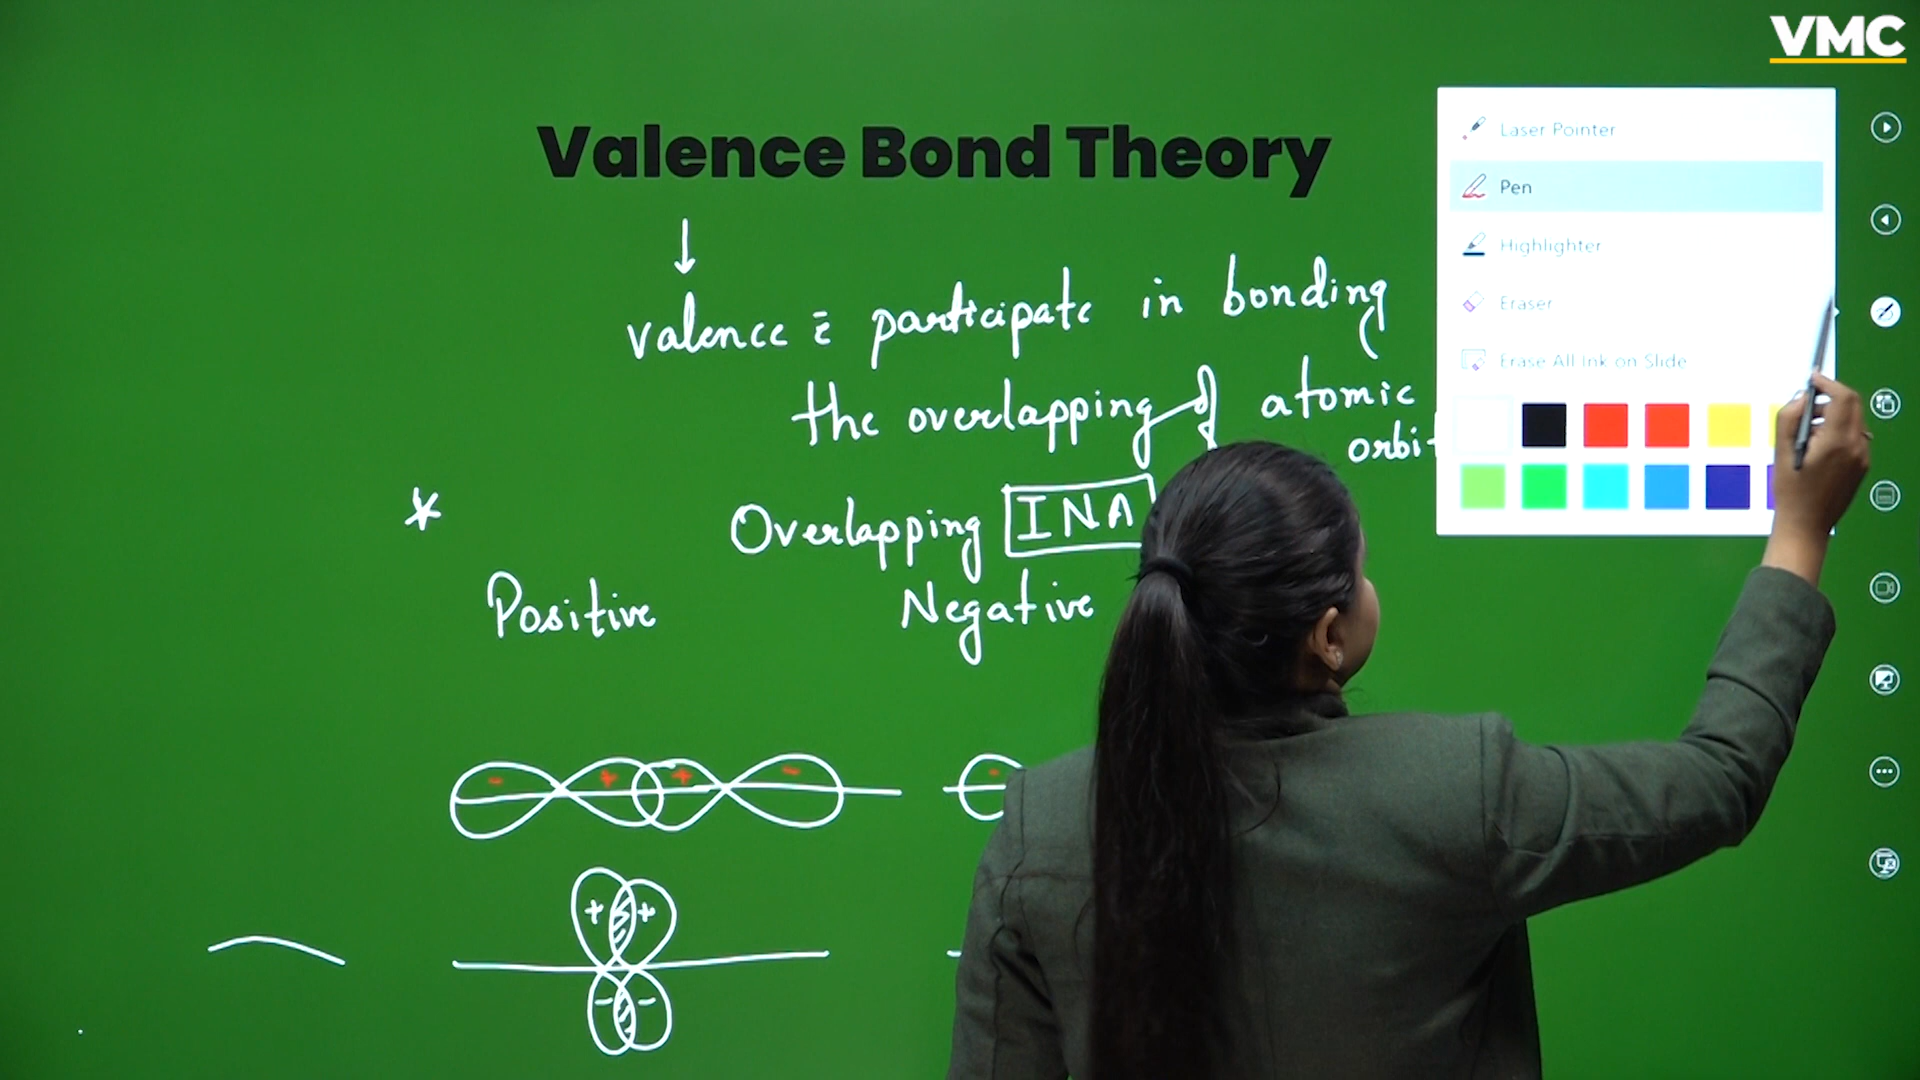 VMC
Valence Bond Theory
valence ē participate in bonding
the overlapping of atomic
orbit
* Overlapping INA
Positive Negative
- + + - -
+ +
- -
Laser Pointer
Pen
Highlighter
Eraser
Erase All Ink on Slide